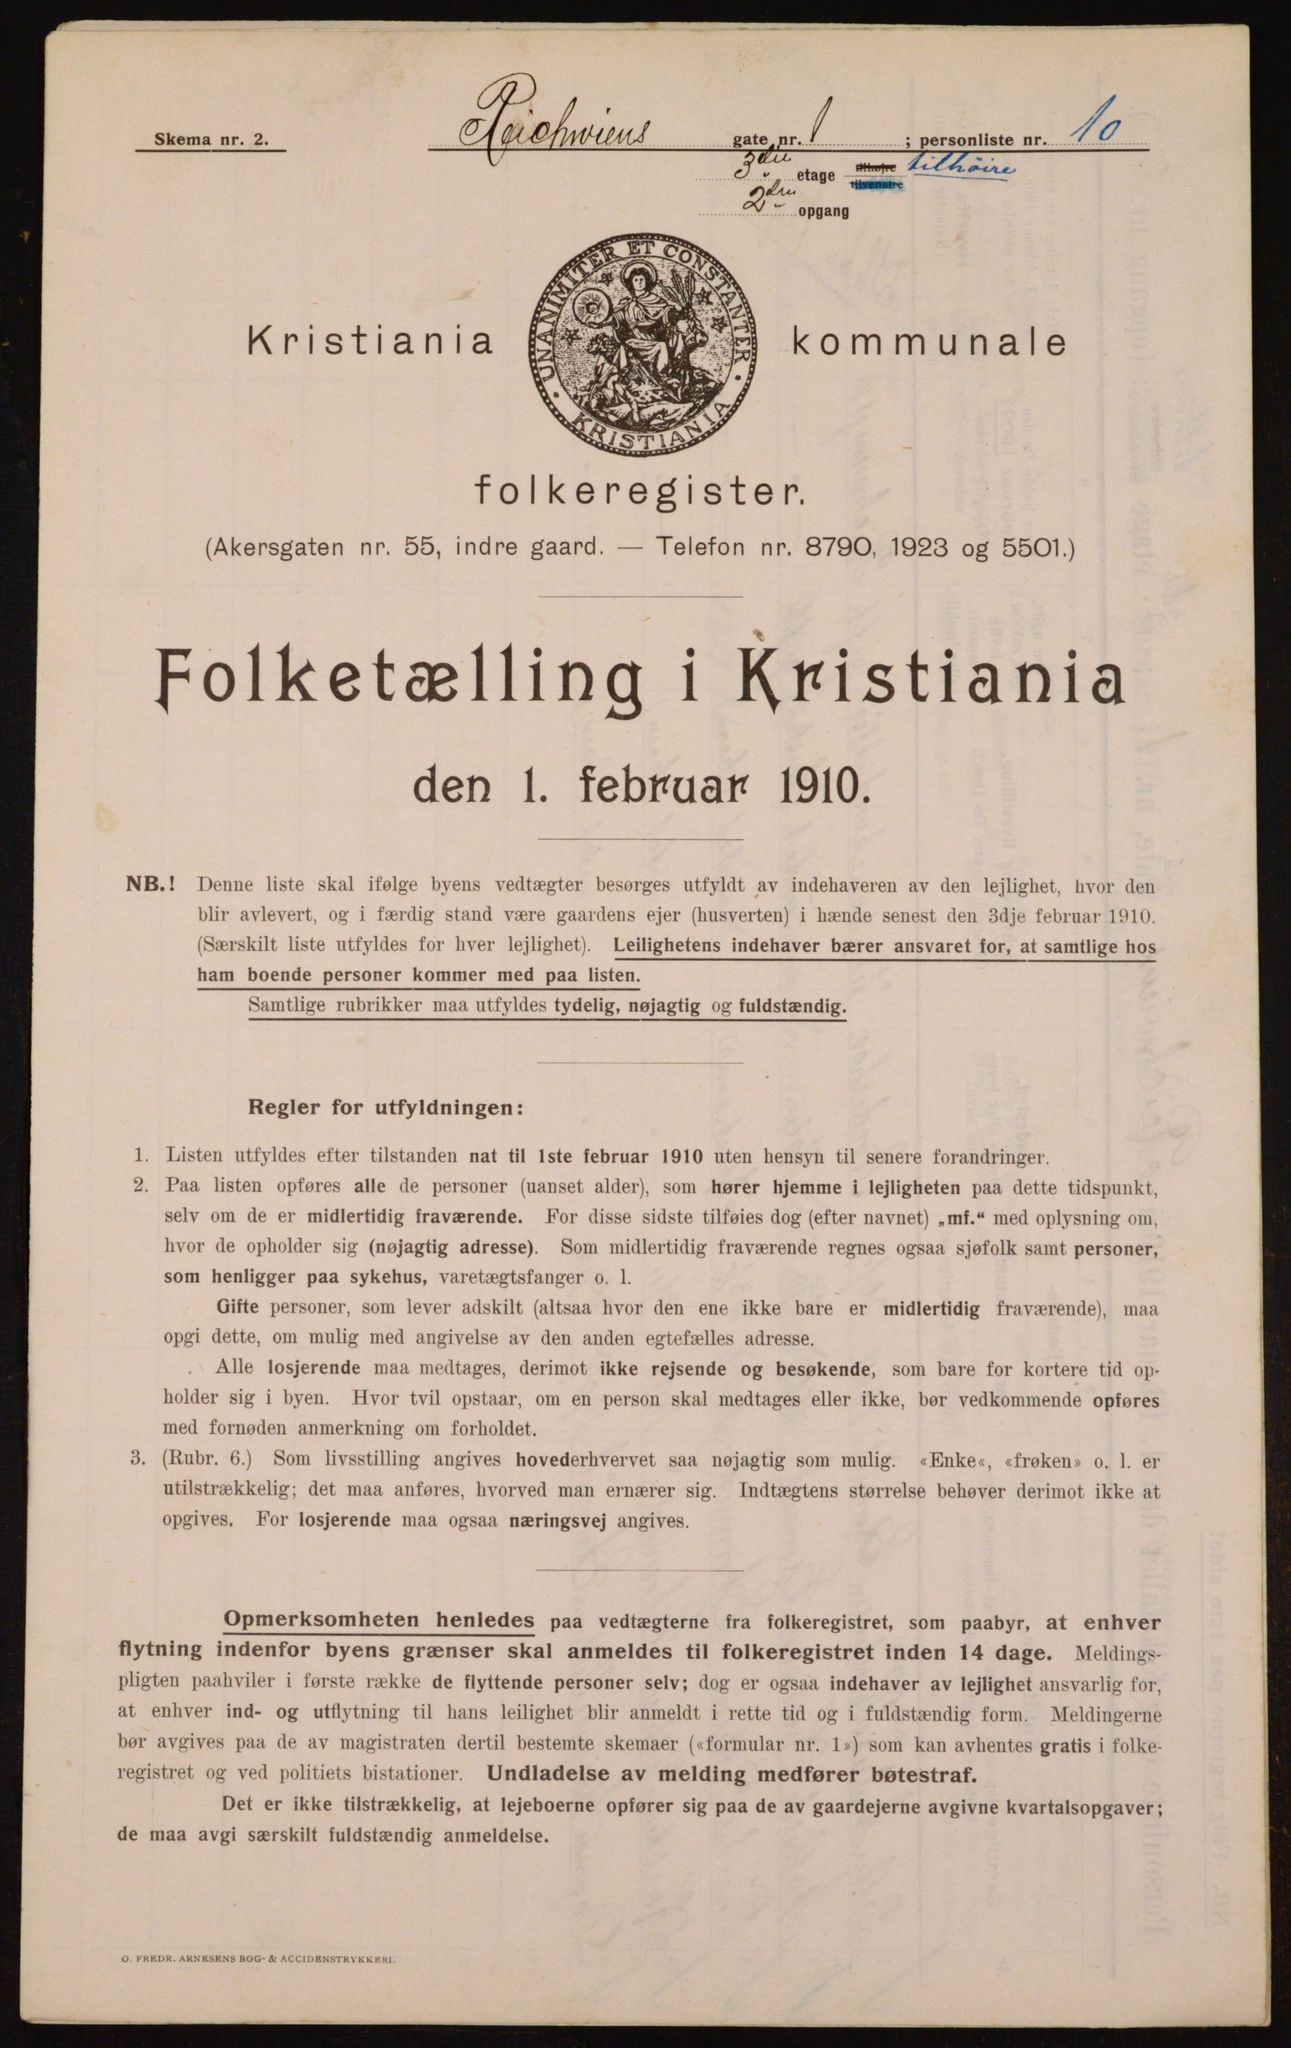 Skema nr. 2. Reichwiens gate nr. 1 ; personliste nr. 10
3die etage tilhøjre tilvenstre tilhöire
2den opgang
UNANIMITER ET CONSTANTER
KRISTIANIA
Kristiania kommunale
folkeregister.
(Akersgaten nr. 55, indre gaard. — Telefon nr. 8790, 1923 og 5501.)
Folketælling i Kristiania
den 1. februar 1910.
NB.! Denne liste skal ifølge byens vedtægter besørges utfyldt av indehaveren av den lejlighet, hvor den
blir avlevert, og i færdig stand være gaardens ejer (husverten) i hænde senest den 3dje februar 1910.
(Særskilt liste utfyldes for hver lejlighet). Leilighetens indehaver bærer ansvaret for, at samtlige hos
ham boende personer kommer med paa listen.
Samtlige rubrikker maa utfyldes tydelig, nøjagtig og fuldstændig.
Regler for utfyldningen:
1. Listen utfyldes efter tilstanden nat til 1ste februar 1910 uten hensyn til senere forandringer.
2. Paa listen opføres alle de personer (uanset alder), som hører hjemme i lejligheten paa dette tidspunkt,
selv om de er midlertidig fraværende. For disse sidste tilføies dog (efter navnet) „mf.“ med oplysning om,
hvor de opholder sig (nøjagtig adresse). Som midlertidig fraværende regnes ogsaa sjøfolk samt personer,
som henligger paa sykehus, varetægtsfanger o. l.
Gifte personer, som lever adskilt (altsaa hvor den ene ikke bare er midlertidig fraværende), maa
opgi dette, om mulig med angivelse av den anden egtefælles adresse.
Alle losjerende maa medtages, derimot ikke rejsende og besøkende, som bare for kortere tid op-
holder sig i byen. Hvor tvil opstaar, om en person skal medtages eller ikke, bør vedkommende opføres
med fornøden anmerkning om forholdet.
3. (Rubr. 6.) Som livsstilling angives hovederhvervet saa nøjagtig som mulig. «Enke«, «frøken» o. l. er
utilstrækkelig; det maa anføres, hvorved man ernærer sig. Indtægtens størrelse behøver derimot ikke at
opgives. For losjerende maa ogsaa næringsvej angives.
Opmerksomheten henledes paa vedtægterne fra folkeregistret, som paabyr, at enhver
flytning indenfor byens grænser skal anmeldes til folkeregistret inden 14 dage. Meldings-
pligten paahviler i første række de flyttende personer selv; dog er ogsaa indehaver av lejlighet ansvarlig for,
at enhver ind- og utflytning til hans leilighet blir anmeldt i rette tid og i fuldstændig form. Meldingerne
bør avgives paa de av magistraten dertil bestemte skemaer («formular nr. 1») som kan avhentes gratis i folke-
registret og ved politiets bistationer. Undladelse av melding medfører bøtestraf.
Det er ikke tilstrækkelig, at lejeboerne opfører sig paa de av gaardejerne avgivne kvartalsopgaver;
de maa avgi særskilt fuldstændig anmeldelse.
O. FREDR. ARNESENS BOG- & ACCIDENSTRYKKERI.